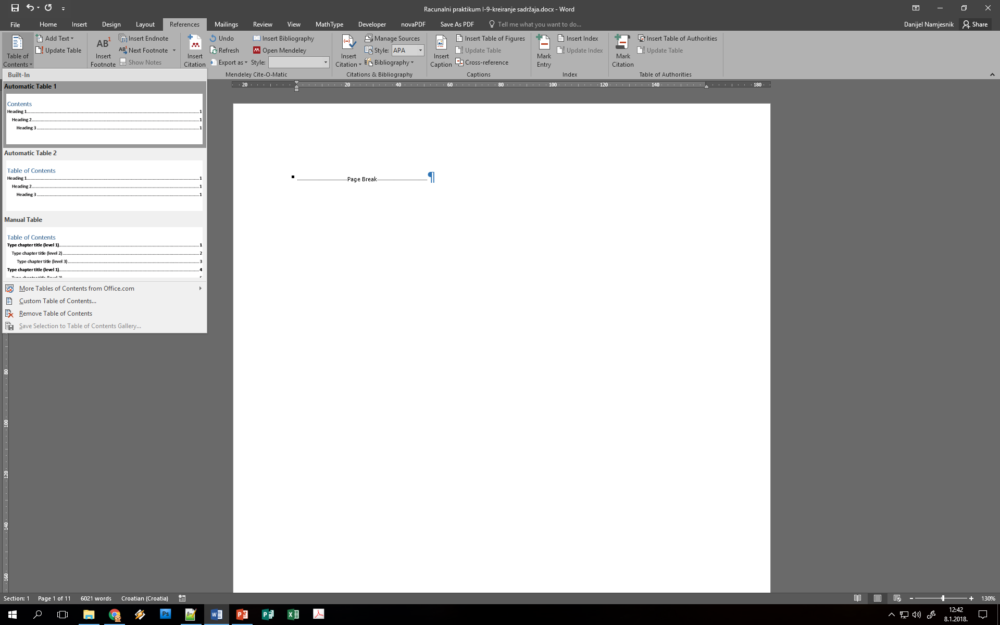 Racunalni praktikum I-9-kreiranje sadržaja.docx - Word
File Home Insert Design Layout References Mailings Review View MathType Developer novaPDF Save As PDF Tell me what you want to do... Danijel Namjesnik Share
Table of Contents
Add Text
Update Table
AB1
Insert Footnote
Insert Endnote
AB1 Next Footnote
Show Notes
Insert Citation
Undo
Refresh
Export as
Insert Bibliography
Open Mendeley
Style:
Mendeley Cite-O-Matic
Insert Citation
Manage Sources
Style: APA
Bibliography
Citations & Bibliography
Insert Caption
Insert Table of Figures
Update Table
Cross-reference
Captions
Mark Entry
Insert Index
Update Index
Index
Mark Citation
Insert Table of Authorities
Update Table
Table of Authorities
Built-In
Automatic Table 1
Contents
Heading 1 1
Heading 2 1
Heading 3 1
Automatic Table 2
Table of Contents
Heading 1 1
Heading 2 1
Heading 3 1
Manual Table
Table of Contents
Type chapter title (level 1) 1
Type chapter title (level 2) 2
Type chapter title (level 3) 3
Type chapter title (level 1) 4
More Tables of Contents from Office.com
Custom Table of Contents...
Remove Table of Contents
Save Selection to Table of Contents Gallery...
20 20 40 60 80 100 120 140 180
Page Break ¶
80
100
120
140
160
Section: 1 Page 1 of 11 6021 words Croatian (Croatia) 130%
Ps
12:42
8.1.2018.